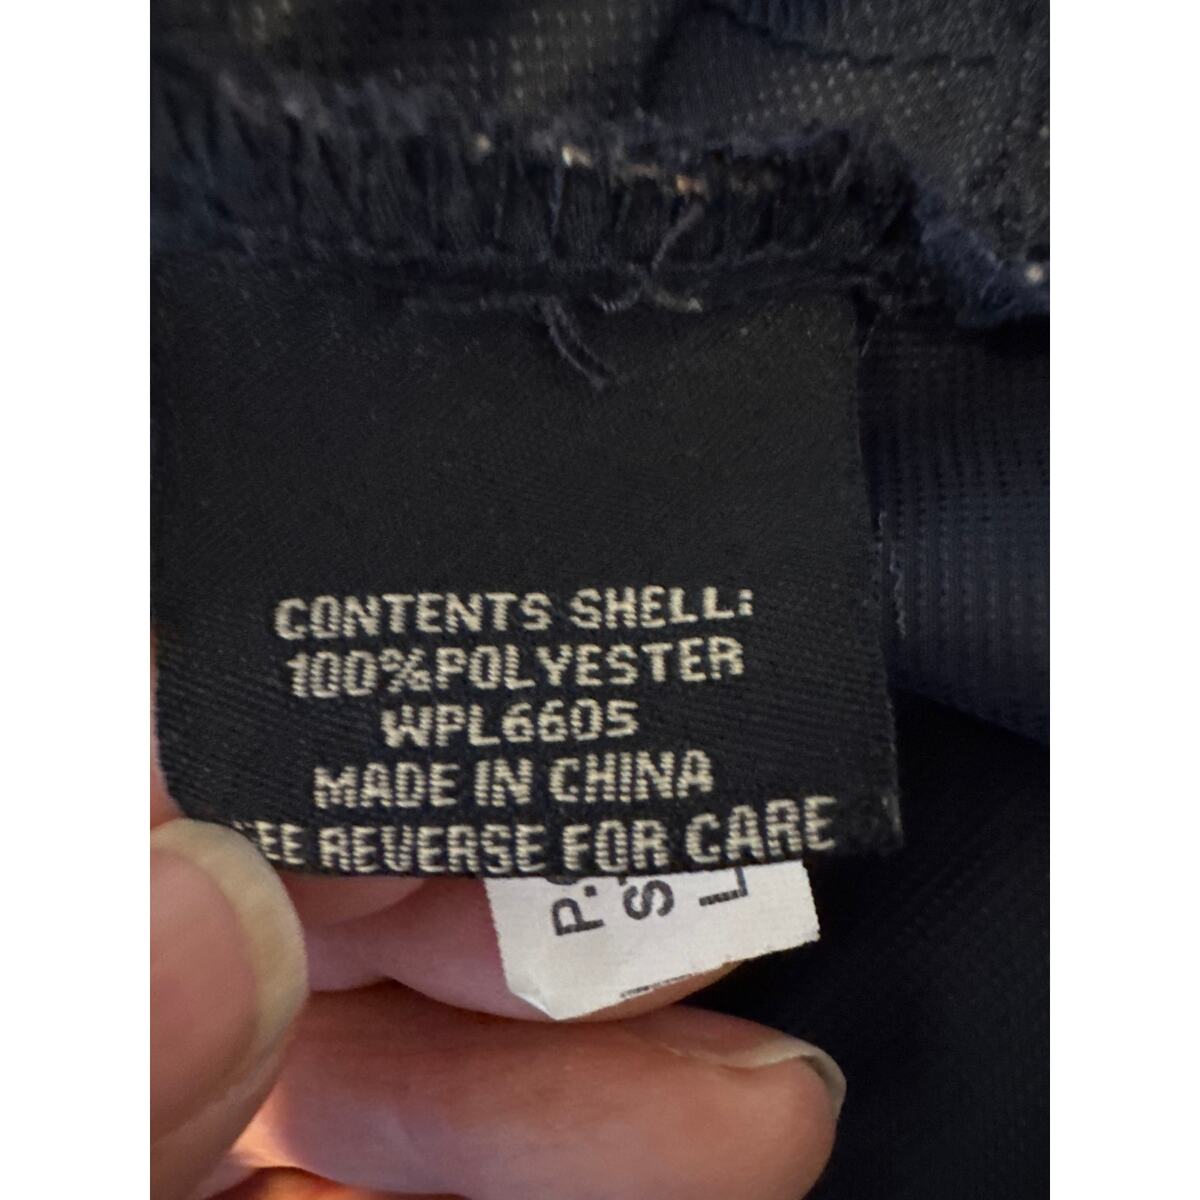 CONTENTS SHELL:
100%POLYESTER
WPL6605
MADE IN CHINA
EE REVERSE FOR CARE
P.
S
L